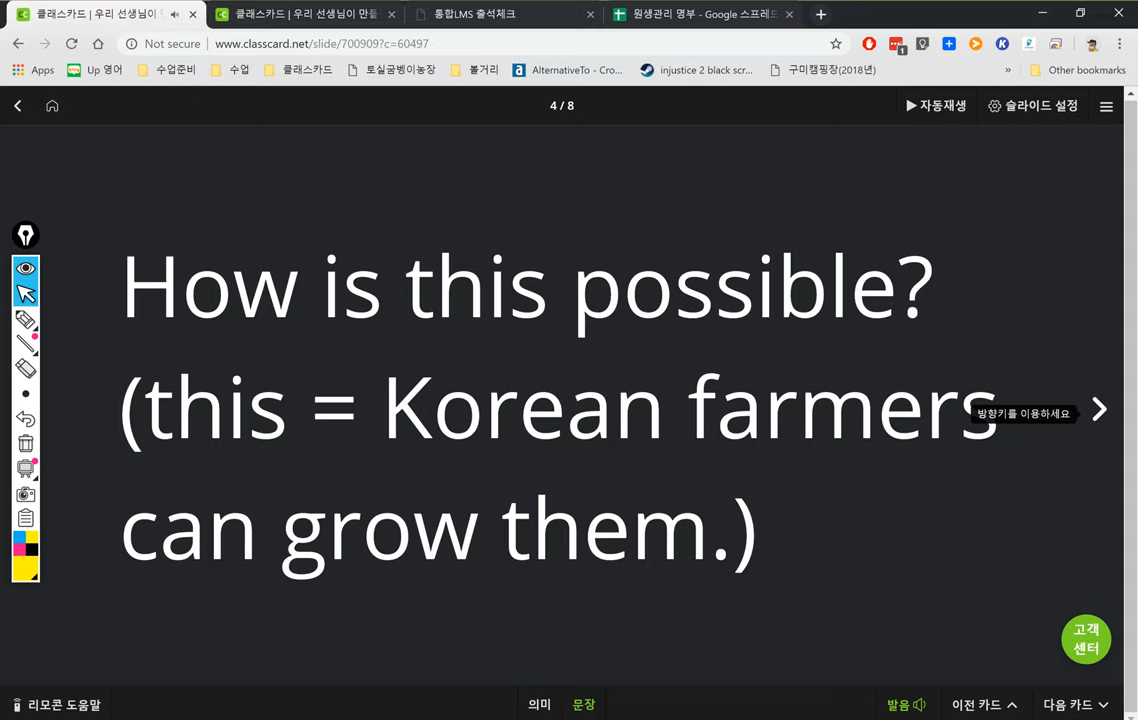 클래스카드 | 우리 선생님이 만
클래스카드 | 우리 선생님이 만들
통합LMS 출석체크
원생관리 명부 - Google 스프레드
Not secure
www.classcard.net/slide/700909?c=60497
Apps
Up 영어
수업준비
수업
클래스카드
토실굼벵이농장
볼거리
AlternativeTo - Cro...
injustice 2 black scr...
구미캠핑장(2018년)
»
Other bookmarks
4 / 8
자동재생
슬라이드 설정
How is this possible?
(this = Korean farmers
방향키를 이용하세요
can grow them.)
고객
센터
리모콘 도움말
의미
문장
발음
이전 카드
다음 카드